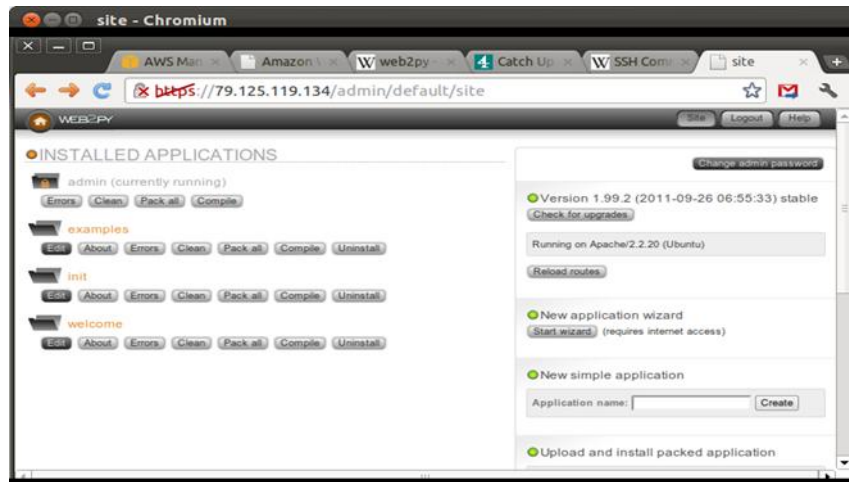 site - Chromium
AWS Man
Amazon
web2py -
Catch Up
SSH Com
site
https://79.125.119.134/admin/default/site
WEB2PY
Site Logout Help
INSTALLED APPLICATIONS
admin (currently running)
Errors Clean Pack all Compile
examples
Edit About Errors Clean Pack all Compile Uninstall
init
Edit About Errors Clean Pack all Compile Uninstall
welcome
Edit About Errors Clean Pack all Compile Uninstall
Change admin password
Version 1.99.2 (2011-09-26 06:55:33) stable
Check for upgrades
Running on Apache/2.2.20 (Ubuntu)
Reload routes
New application wizard
Start wizard (requires internet access)
New simple application
Application name: Create
Upload and install packed application